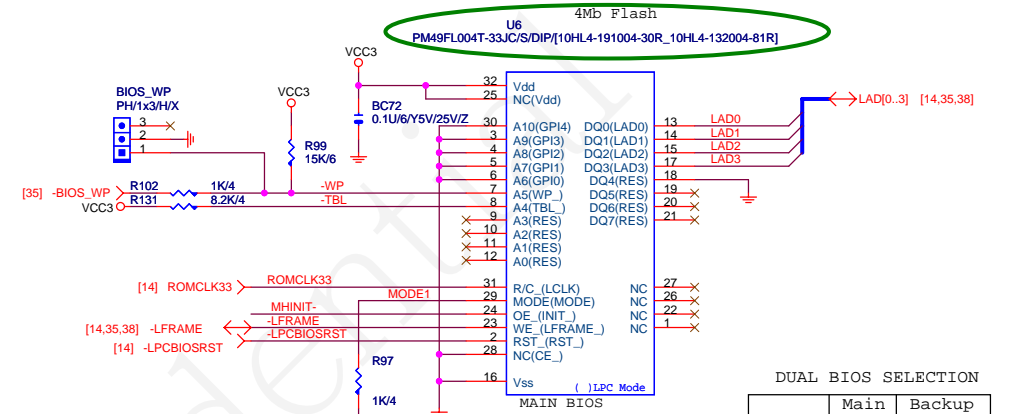 4Mb Flash
U6
PM49FL004T-33JC/S/DIP/[10HL4-191004-30R_10HL4-132004-81R]
VCC3
BIOS_WP
PH/1x3/H/X
3
2
1
VCC3
R99
15K/6
BC72
0.1U/6/Y5V/25V/Z
[35] -BIOS_WP
R102
1K/4
-WP
VCC3
R131
8.2K/4
-TBL
32 Vdd
25 NC(Vdd)
30 A10(GPI4) DQ0(LAD0) 13 LAD0
3 A9(GPI3) DQ1(LAD1) 14 LAD1
4 A8(GPI2) DQ2(LAD2) 15 LAD2
5 A7(GPI1) DQ3(LAD3) 17 LAD3
6 A6(GPI0) DQ4(RES) 18
7 A5(WP_) DQ5(RES) 19
8 A4(TBL_) DQ6(RES) 20
9 A3(RES) DQ7(RES) 21
10 A2(RES)
11 A1(RES)
12 A0(RES)
LAD[0..3] [14,35,38]
[14] ROMCLK33 ROMCLK33 31 R/C_(LCLK) NC 27
MODE1 29 MODE(MODE) NC 26
MHINIT- 24 OE_(INIT_) NC 22
[14,35,38] -LFRAME -LFRAME 23 WE_(LFRAME_) NC 1
[14] -LPCBIOSRST -LPCBIOSRST 2 RST_(RST_)
28 NC(CE_)
R97
1K/4
16 Vss
( )LPC Mode
MAIN BIOS
DUAL BIOS SELECTION
Main Backup